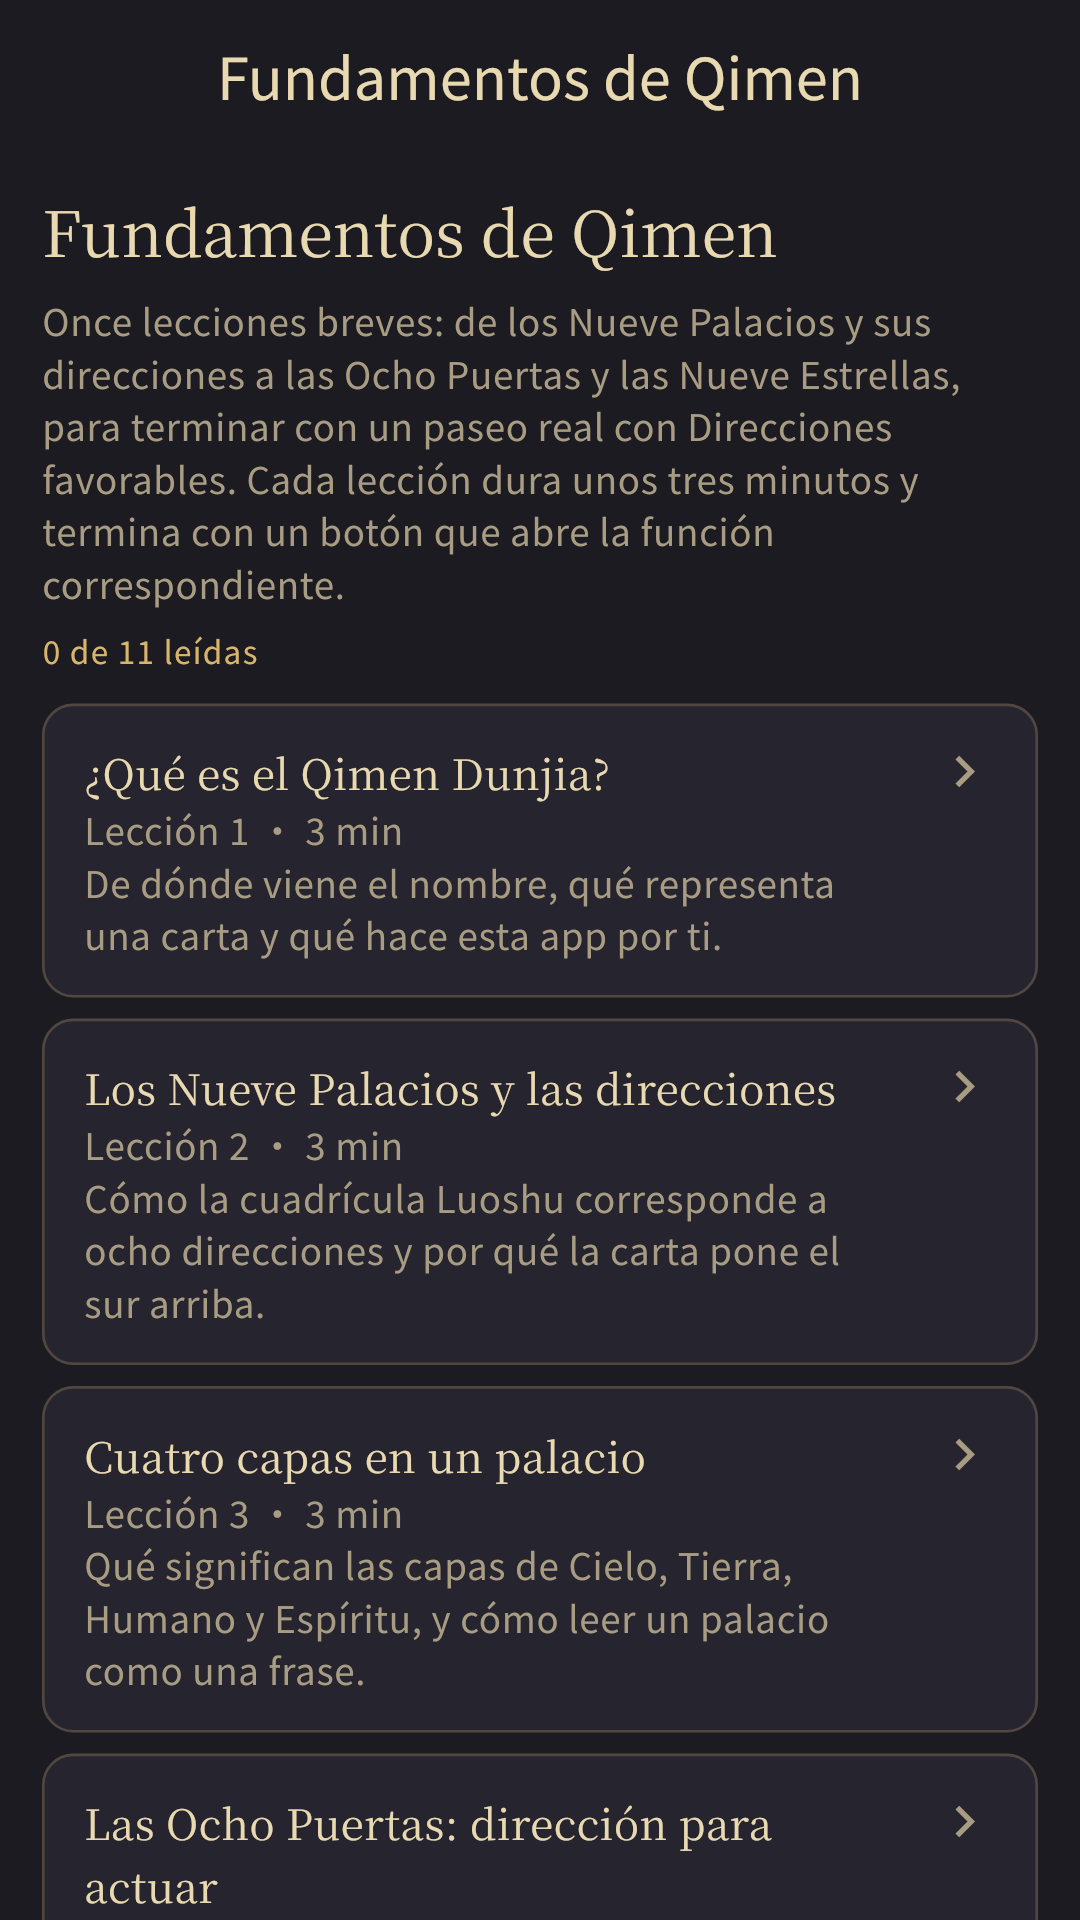 Fundamentos de Qimen
Fundamentos de Qimen
Once lecciones breves: de los Nueve Palacios y sus
direcciones a las Ocho Puertas y las Nueve Estrellas,
para terminar con un paseo real con Direcciones
favorables. Cada lección dura unos tres minutos y
termina con un botón que abre la función
correspondiente.
0 de 11 leídas
¿Qué es el Qimen Dunjia?
Lección 1 • 3 min
De dónde viene el nombre, qué representa
una carta y qué hace esta app por ti.
Los Nueve Palacios y las direcciones
Lección 2 • 3 min
Cómo la cuadrícula Luoshu corresponde a
ocho direcciones y por qué la carta pone el
sur arriba.
Cuatro capas en un palacio
Lección 3 • 3 min
Qué significan las capas de Cielo, Tierra,
Humano y Espíritu, y cómo leer un palacio
como una frase.
Las Ocho Puertas: dirección para
actuar